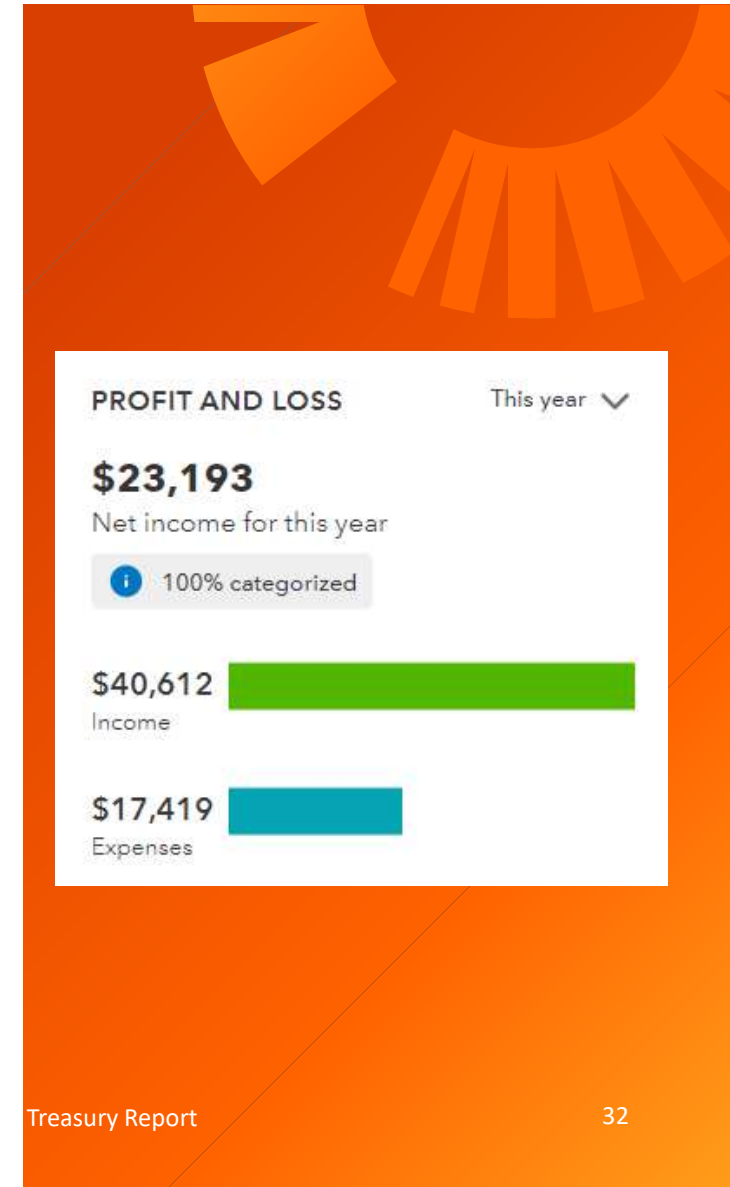 PROFIT AND LOSS This year
$23,193
Net income for this year
i 100% categorized
$40,612
Income
$17,419
Expenses
Treasury Report 32